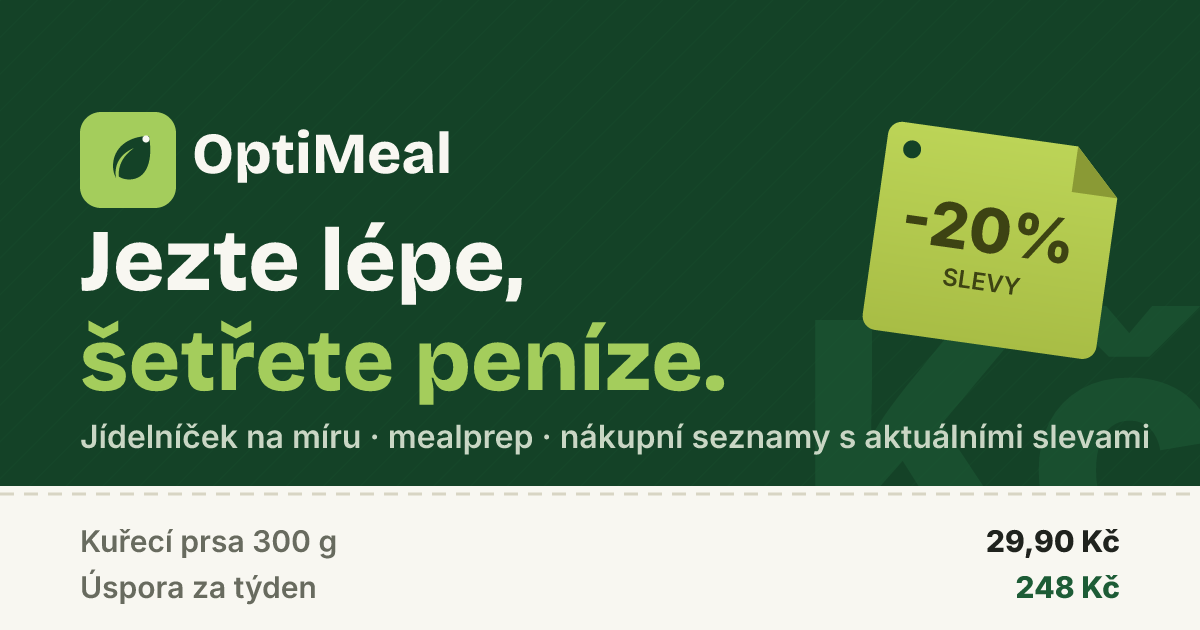 OptiMeal
Jezte lépe,
šetřete peníze.
Jídelníček na míru · mealprep · nákupní seznamy s aktuálními slevami
-20%
SLEVY
Kč
Kuřecí prsa 300 g 29,90 Kč
Úspora za týden 248 Kč